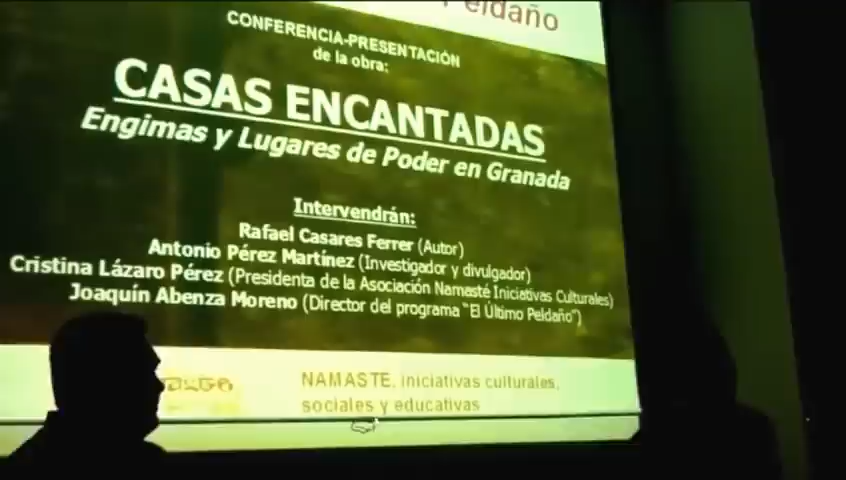 Peldaño
CONFERENCIA-PRESENTACIÓN
de la obra:
CASAS ENCANTADAS
Engimas y Lugares de Poder en Granada
Intervendrán:
Rafael Casares Ferrer (Autor)
Antonio Pérez Martínez (Investigador y divulgador)
Cristina Lázaro Pérez (Presidenta de la Asociación Namasté Iniciativas Culturales)
Joaquín Abenza Moreno (Director del programa "El Último Peldaño")
NAMASTE, iniciativas culturales,
sociales y educativas